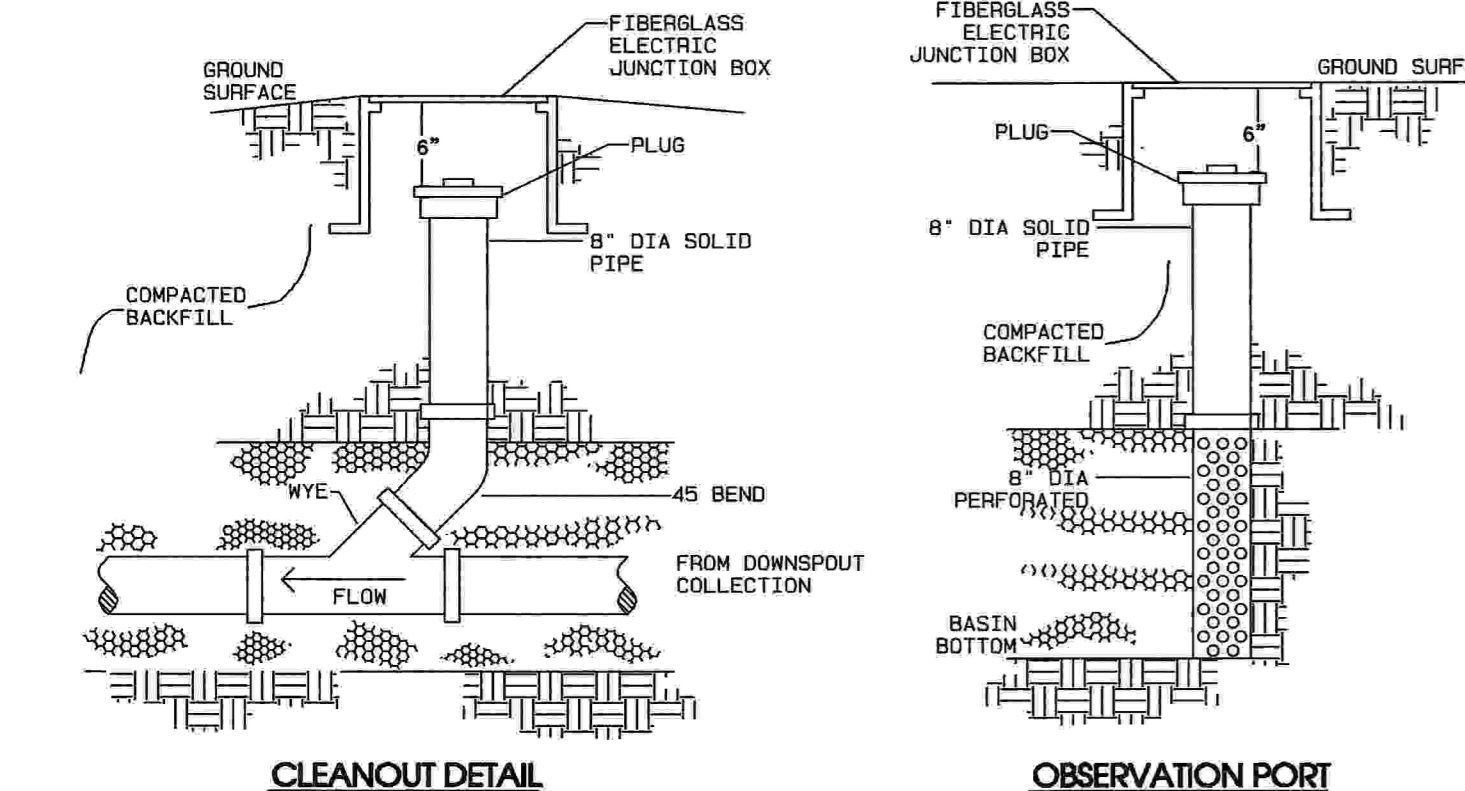 FIBERGLASS
ELECTRIC
JUNCTION BOX
GROUND
SURFACE
6"
PLUG
8" DIA SOLID
PIPE
COMPACTED
BACKFILL
WYE
45 BEND
FLOW
FROM DOWNSPOUT
COLLECTION
CLEANOUT DETAIL
FIBERGLASS
ELECTRIC
JUNCTION BOX
GROUND SURF
PLUG
6"
8" DIA SOLID
PIPE
COMPACTED
BACKFILL
8" DIA
PERFORATED
BASIN
BOTTOM
OBSERVATION PORT